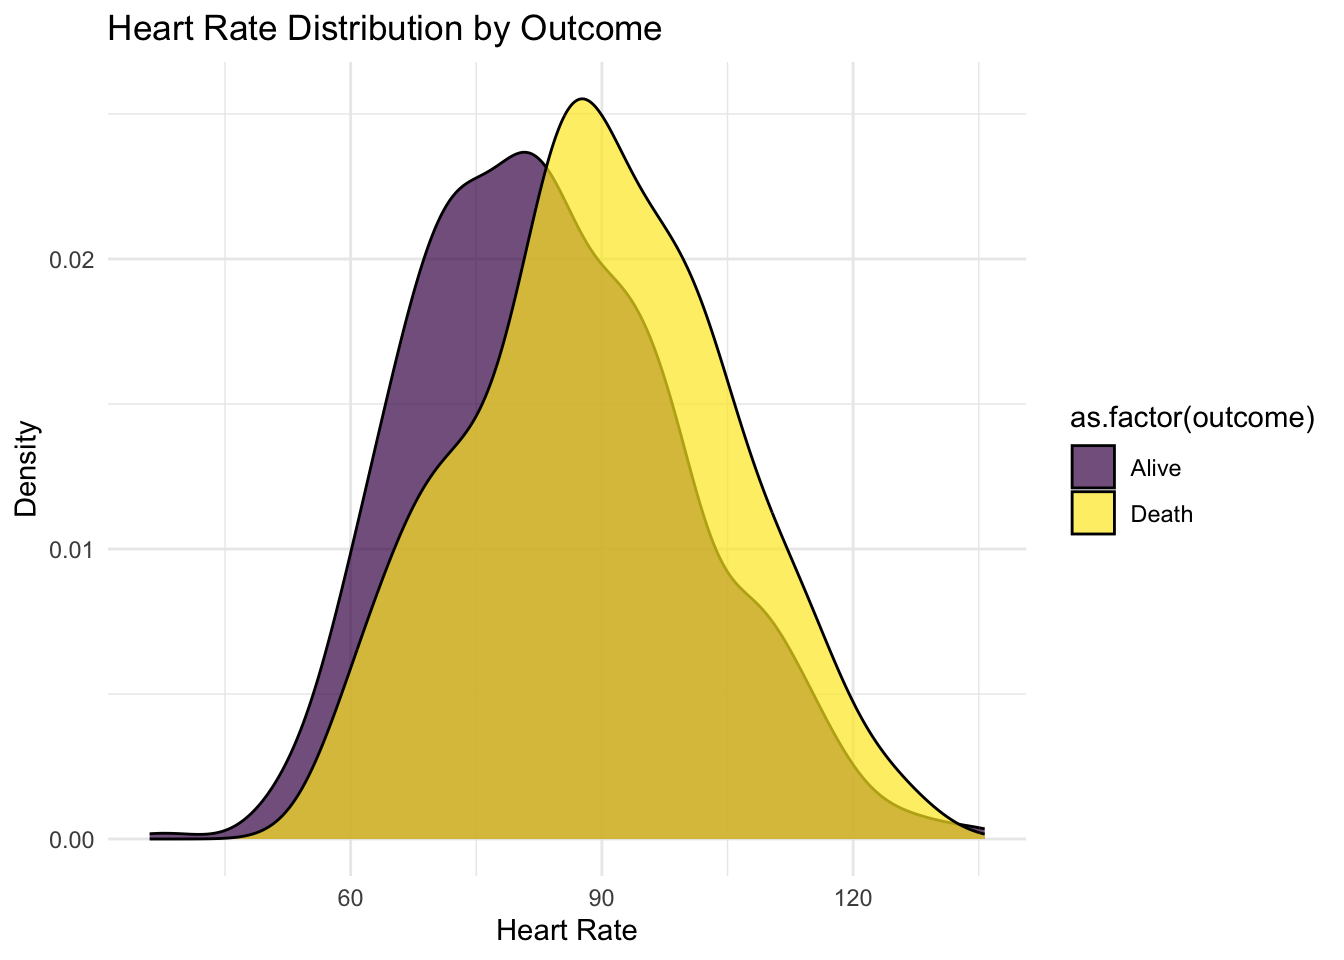 Heart Rate Distribution by Outcome
Density
0.02
0.01
0.00
60 90 120
Heart Rate
as.factor(outcome)
Alive
Death